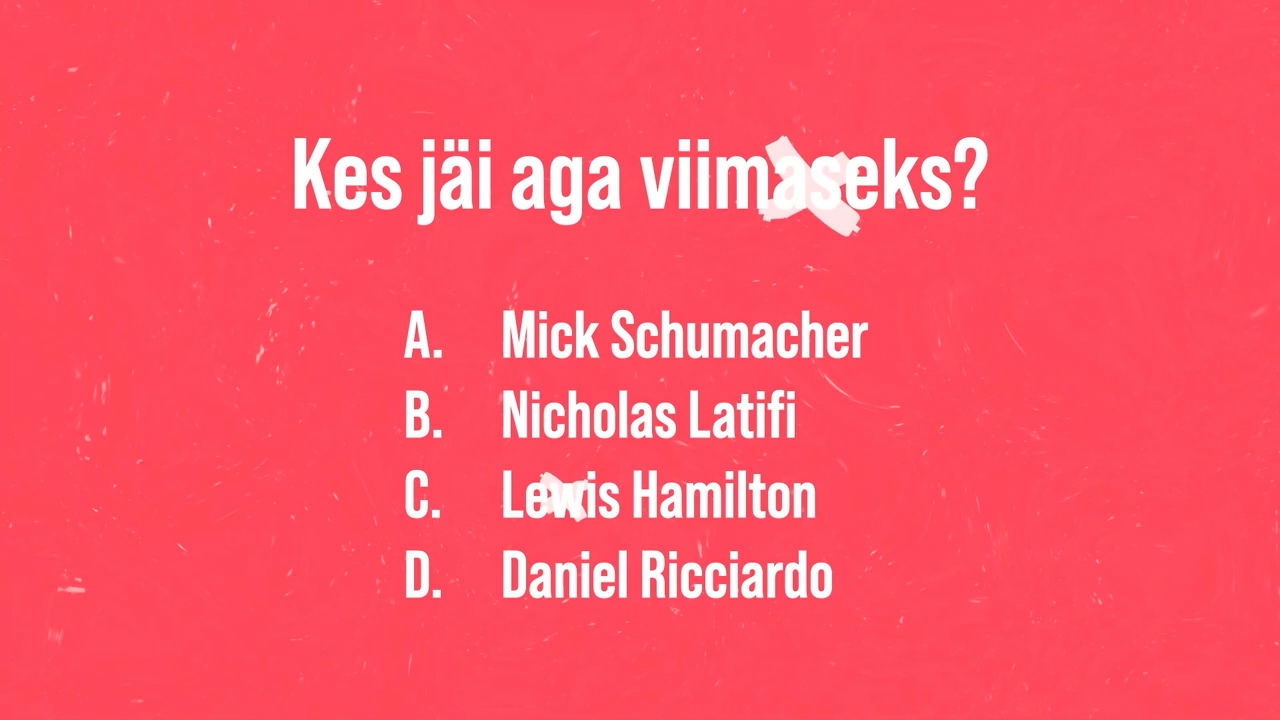 Kes jäi aga viimaseks?
A. Mick Schumacher
B. Nicholas Latifi
C. Lewis Hamilton
D. Daniel Ricciardo